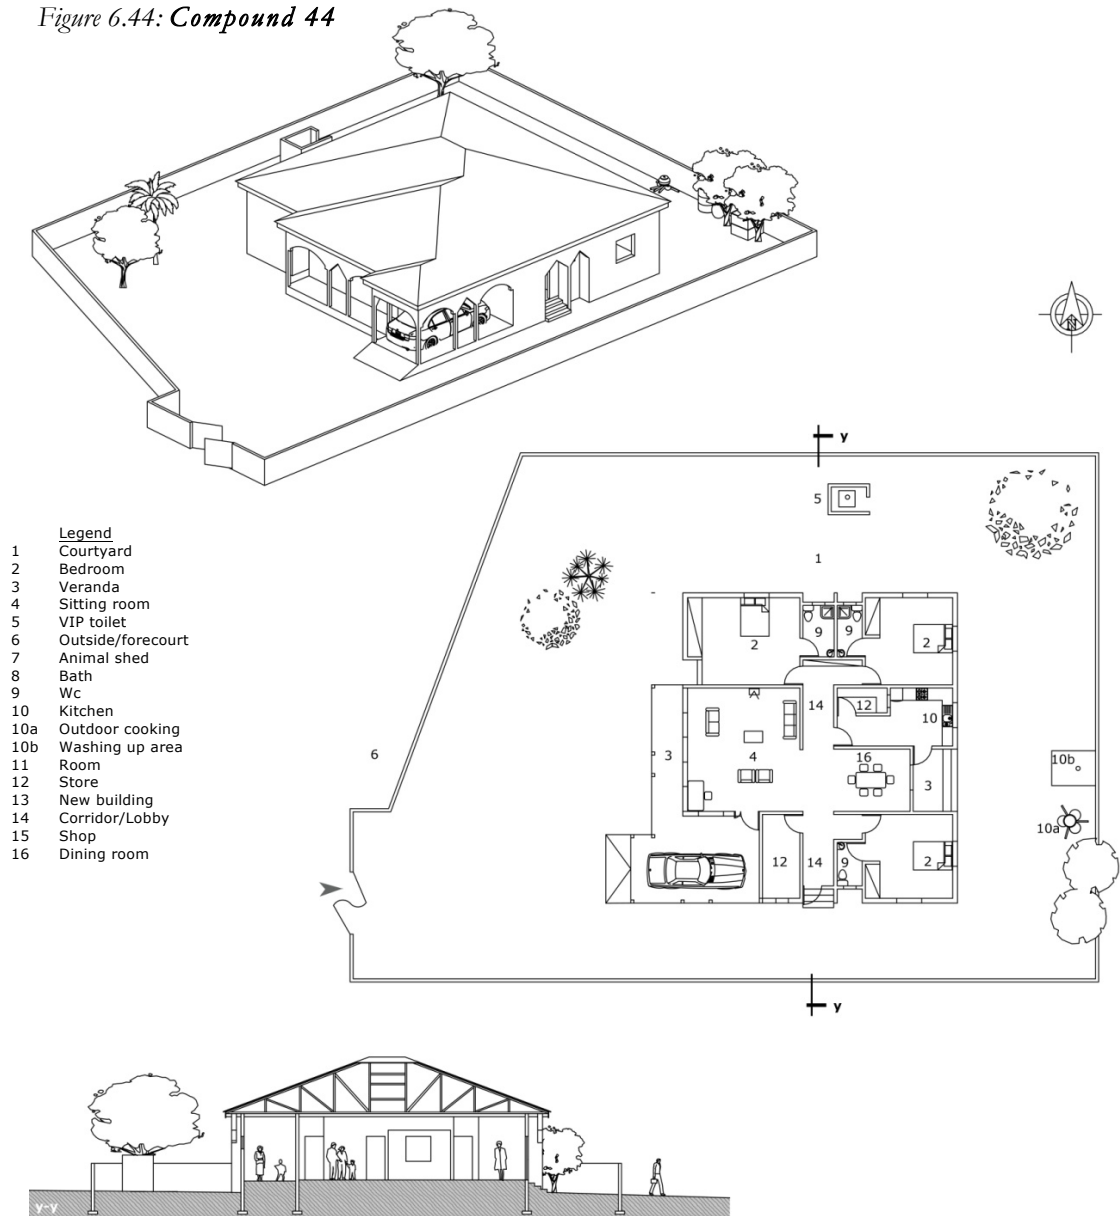 Figure 6.44: Compound 44
N
y
Legend
1 Courtyard
2 Bedroom
3 Veranda
4 Sitting room
5 VIP toilet
6 Outside/forecourt
7 Animal shed
8 Bath
9 Wc
10 Kitchen
10a Outdoor cooking
10b Washing up area
11 Room
12 Store
13 New building
14 Corridor/Lobby
15 Shop
16 Dining room
5
1
9 9
2 2
14 12
10
6 3 4 16 10b
3
10a
12 14 9 2
y
y-y